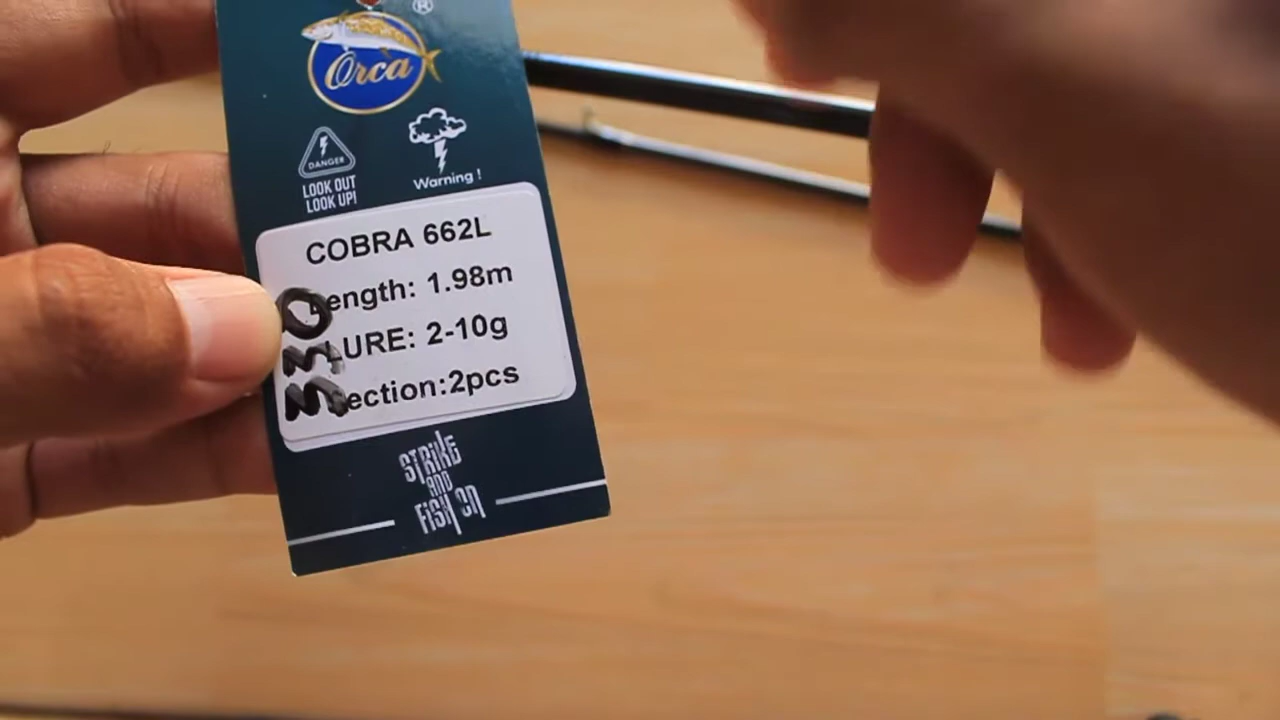 ®
Orca
DANGER
LOOK OUT
LOOK UP!
Warning !
COBRA 662L
Length: 1.98m
LURE: 2-10g
ection:2pcs
STRIKE
AND
FISH ON